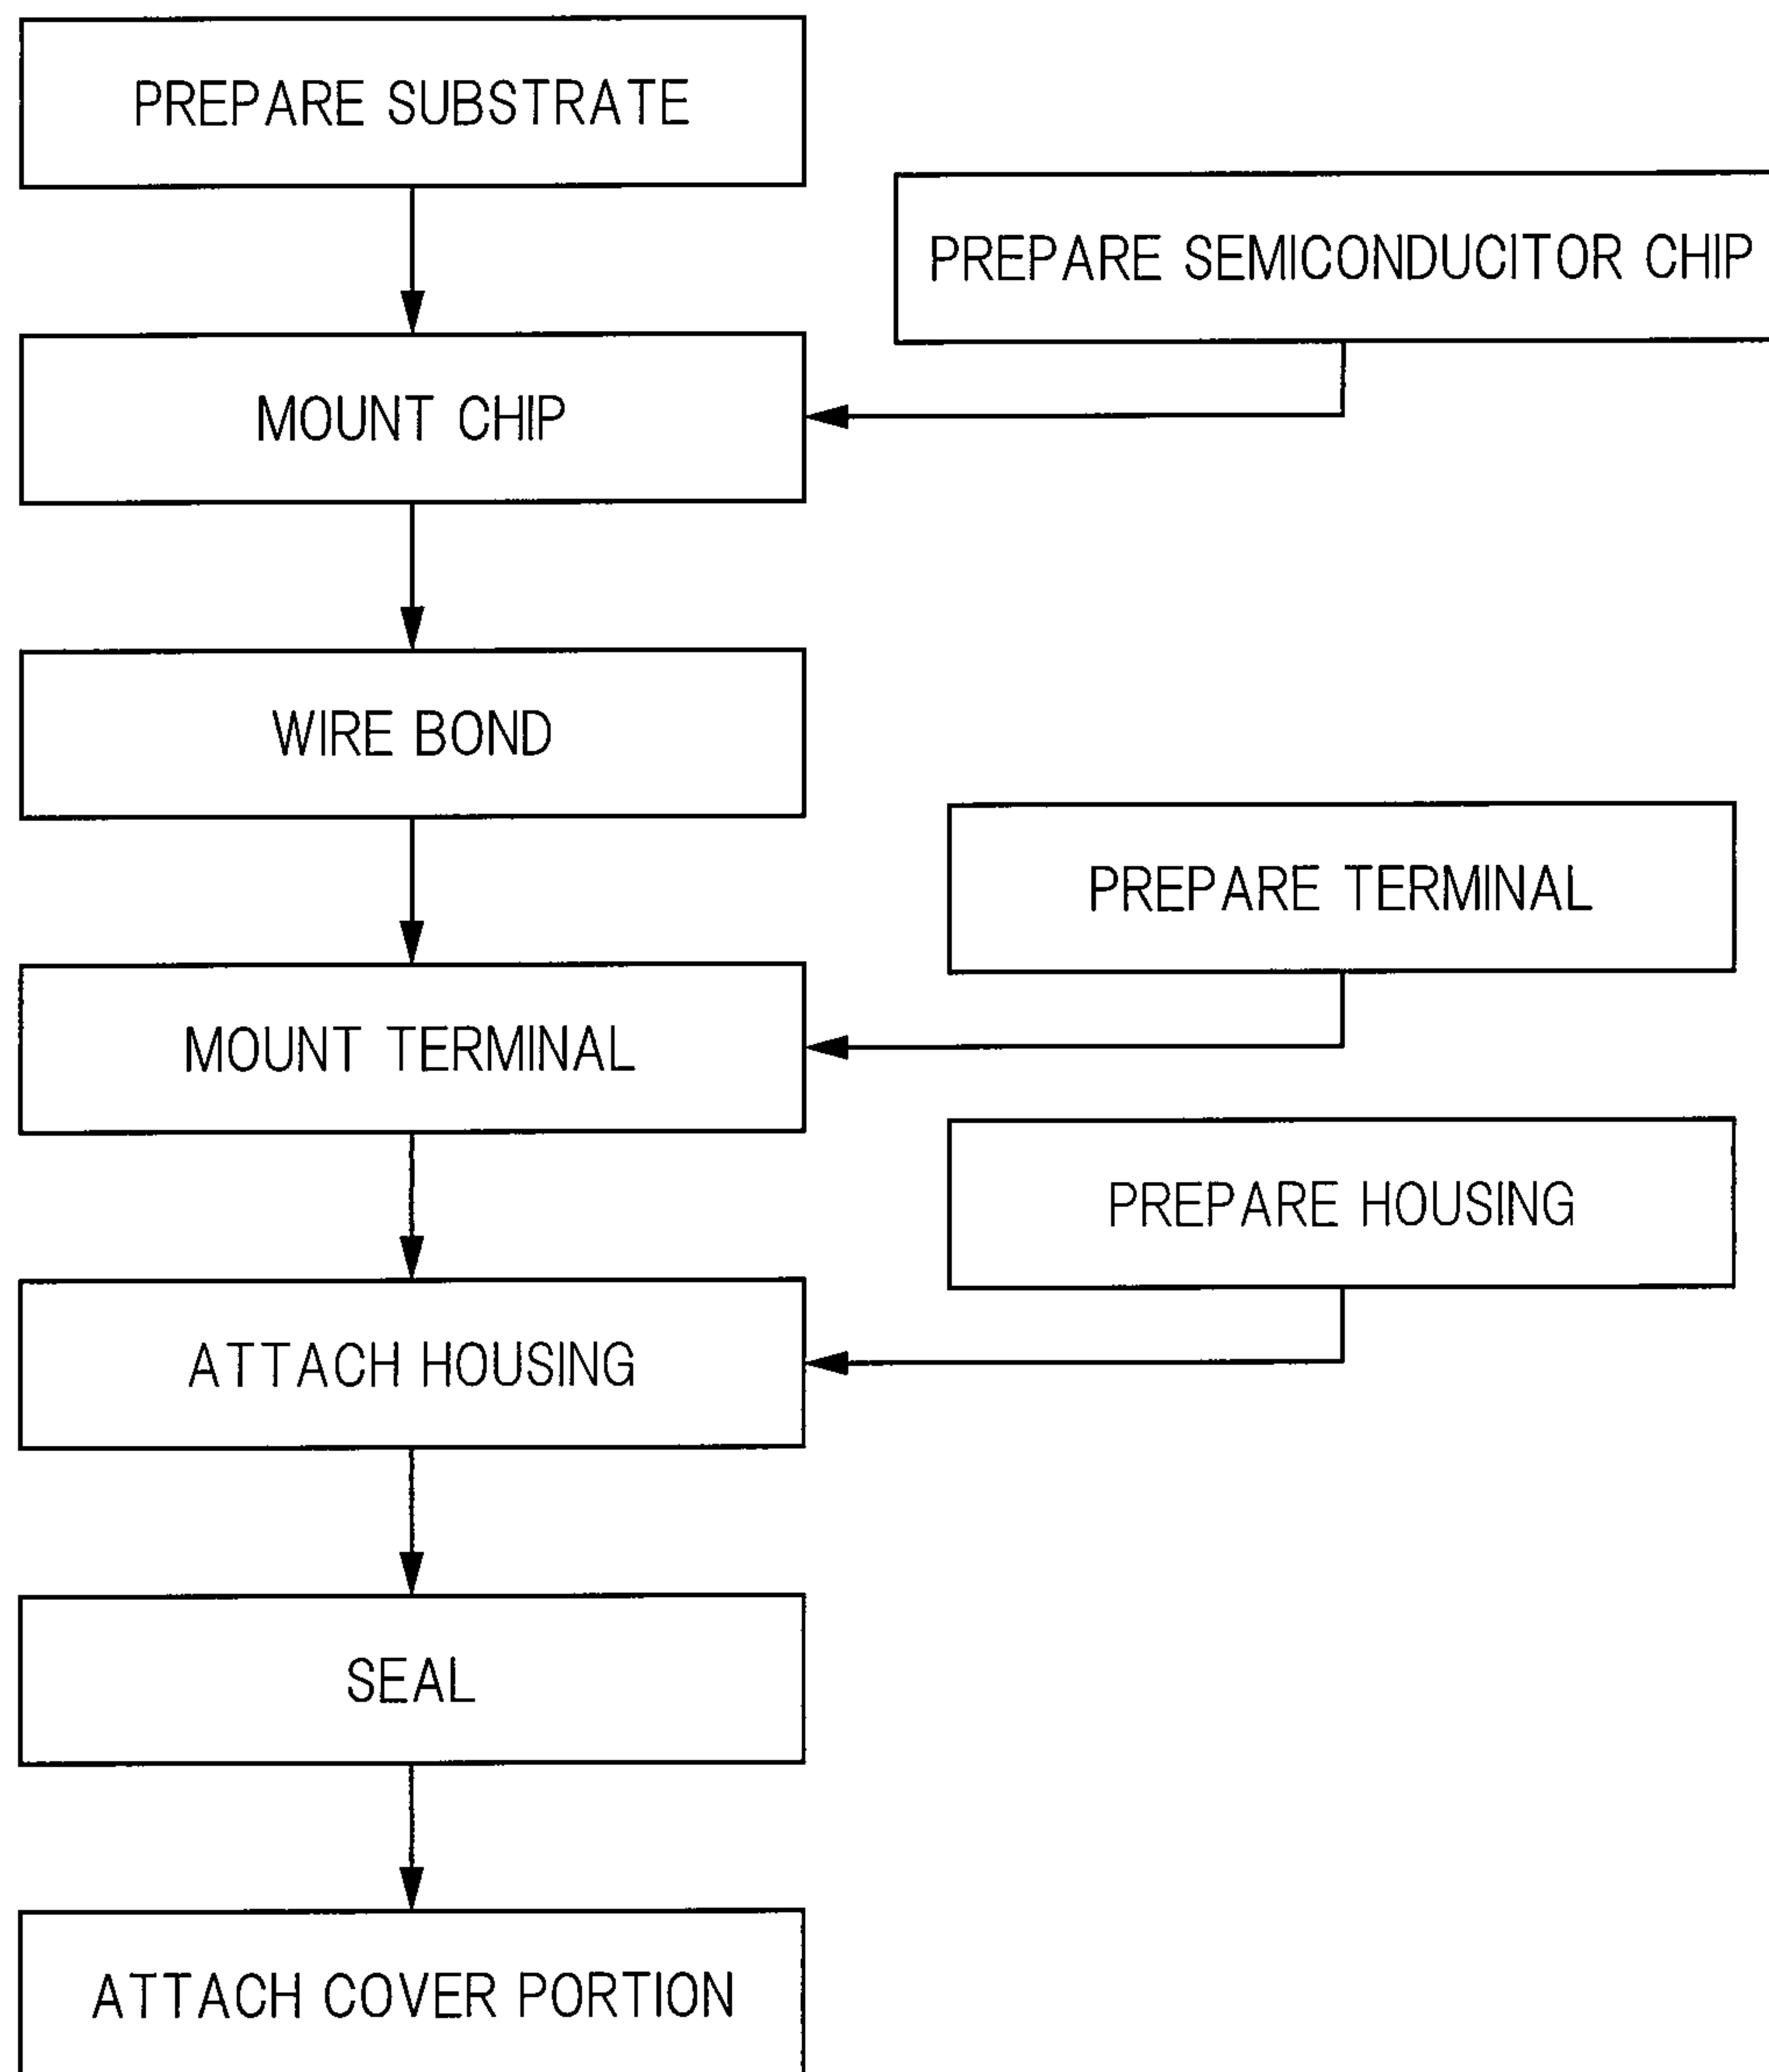 PREPARE SUBSTRATE
PREPARE SEMICONDUCITOR CHIP
MOUNT CHIP
WIRE BOND
PREPARE TERMINAL
MOUNT TERMINAL
PREPARE HOUSING
ATTACH HOUSING
SEAL
ATTACH COVER PORTION